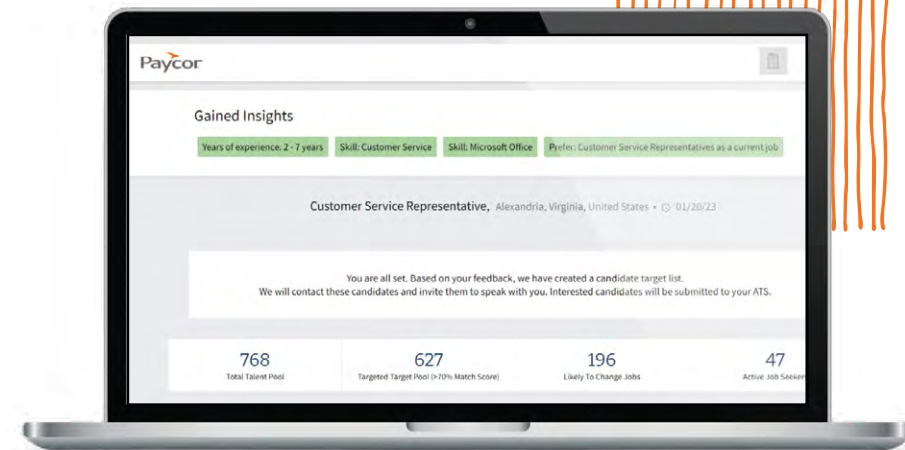 Paycor
Gained Insights
Years of experience: 2 - 7 years Skill: Customer Service Skill: Microsoft Office Prefer: Customer Service Representatives as a current job
Customer Service Representative, Alexandria, Virginia, United States • 01/20/23
You are all set. Based on your feedback, we have created a candidate target list.
We will contact these candidates and invite them to speak with you. Interested candidates will be submitted to your ATS.
768 627 196 47
Total Talent Pool Targeted Target Pool (>70% Match Score) Likely To Change Jobs Active Job Seeker